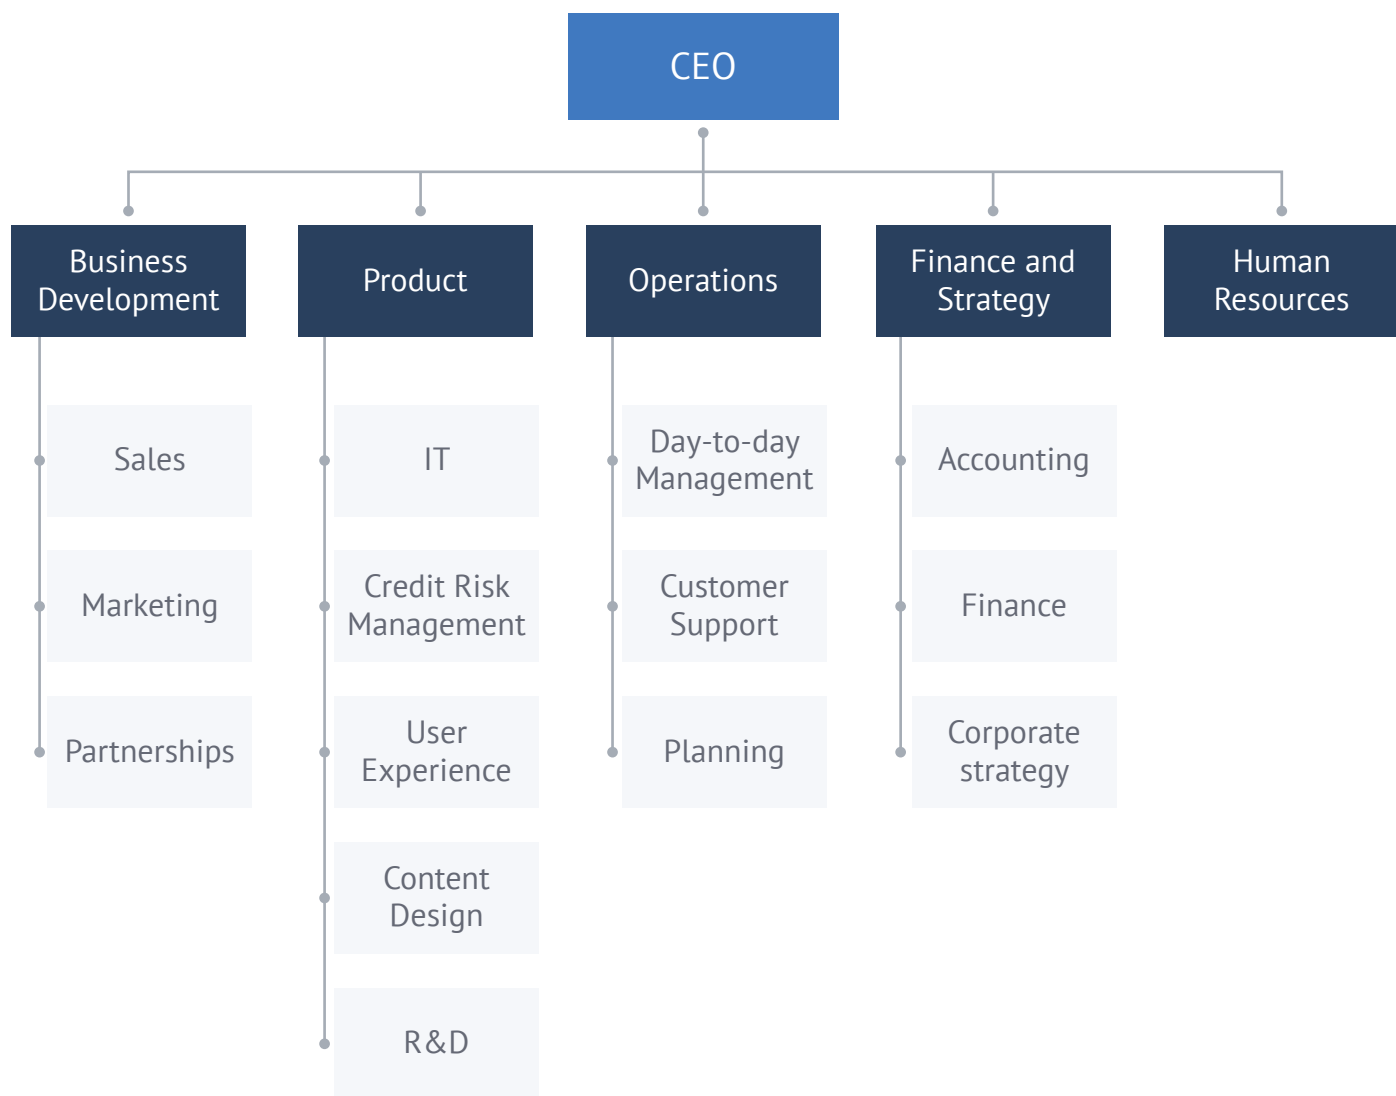 CEO
Business
Development
Product
Operations
Finance and
Strategy
Human
Resources
Sales
Marketing
Partnerships
IT
Credit Risk
Management
User
Experience
Content
Design
R&D
Day-to-day
Management
Customer
Support
Planning
Accounting
Finance
Corporate
strategy